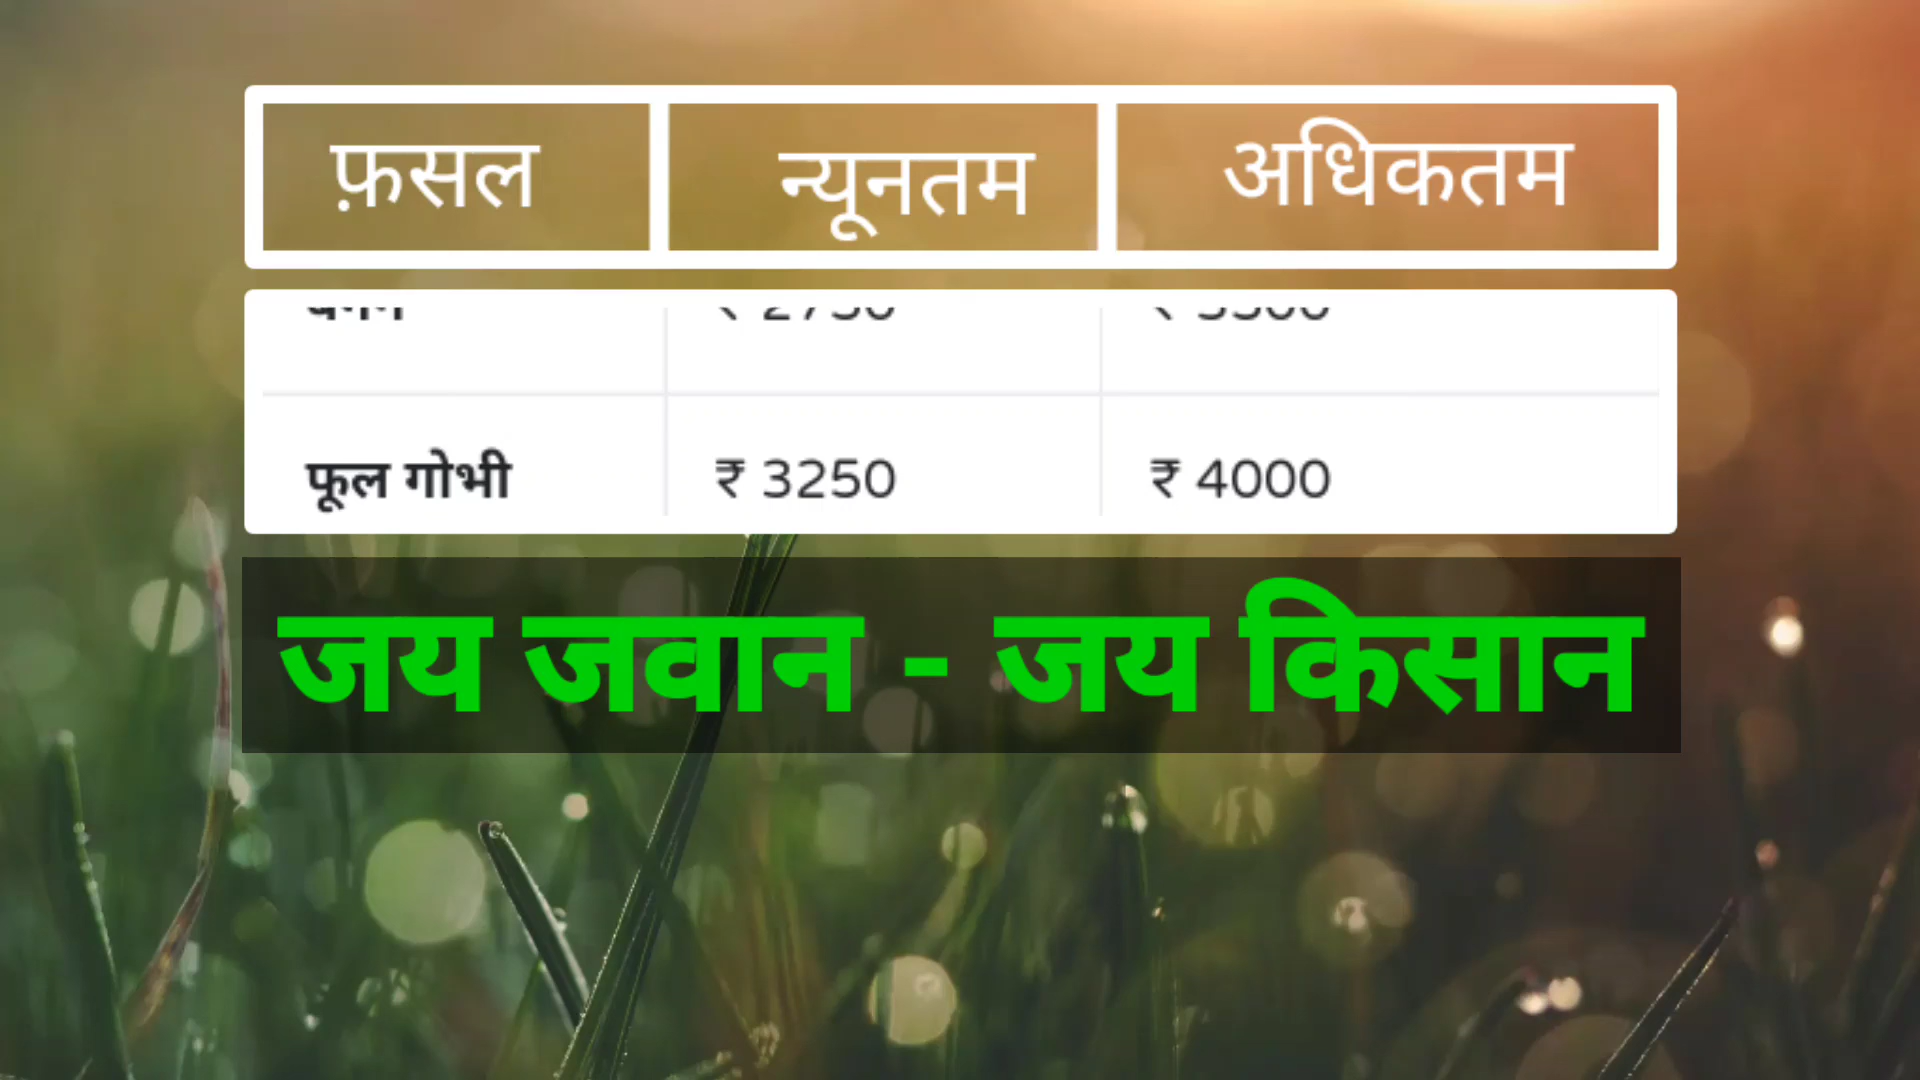 फ़सल न्यूनतम अधिकतम
फूल गोभी ₹ 3250 ₹ 4000
जय जवान - जय किसान